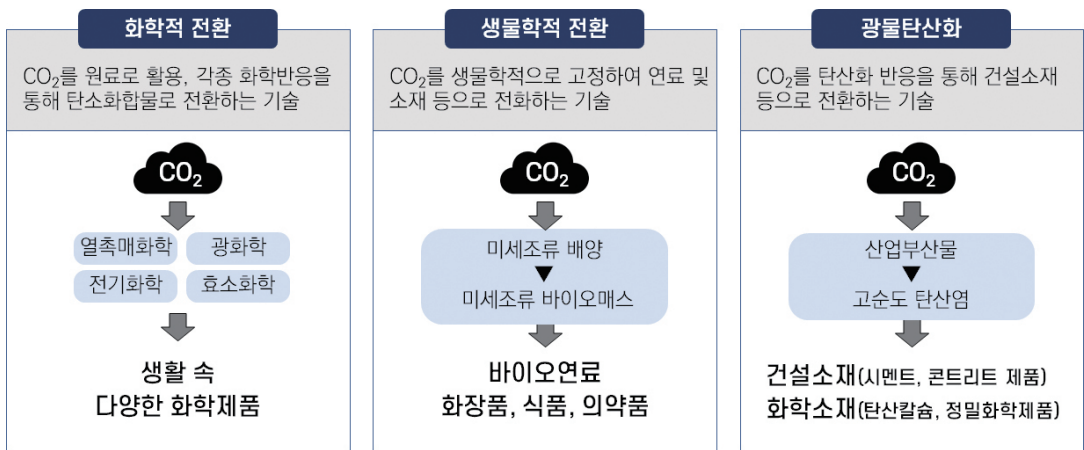 화학적 전환
CO₂를 원료로 활용, 각종 화학반응을
통해 탄소화합물로 전환하는 기술
CO₂
열촉매화학
광화학
전기화학
효소화학
생활 속
다양한 화학제품
생물학적 전환
CO₂를 생물학적으로 고정하여 연료 및
소재 등으로 전화하는 기술
CO₂
미세조류 배양
▼
미세조류 바이오매스
바이오연료
화장품, 식품, 의약품
광물탄산화
CO₂를 탄산화 반응을 통해 건설소재
등으로 전환하는 기술
CO₂
산업부산물
▼
고순도 탄산염
건설소재(시멘트, 콘트리트 제품)
화학소재(탄산칼슘, 정밀화학제품)